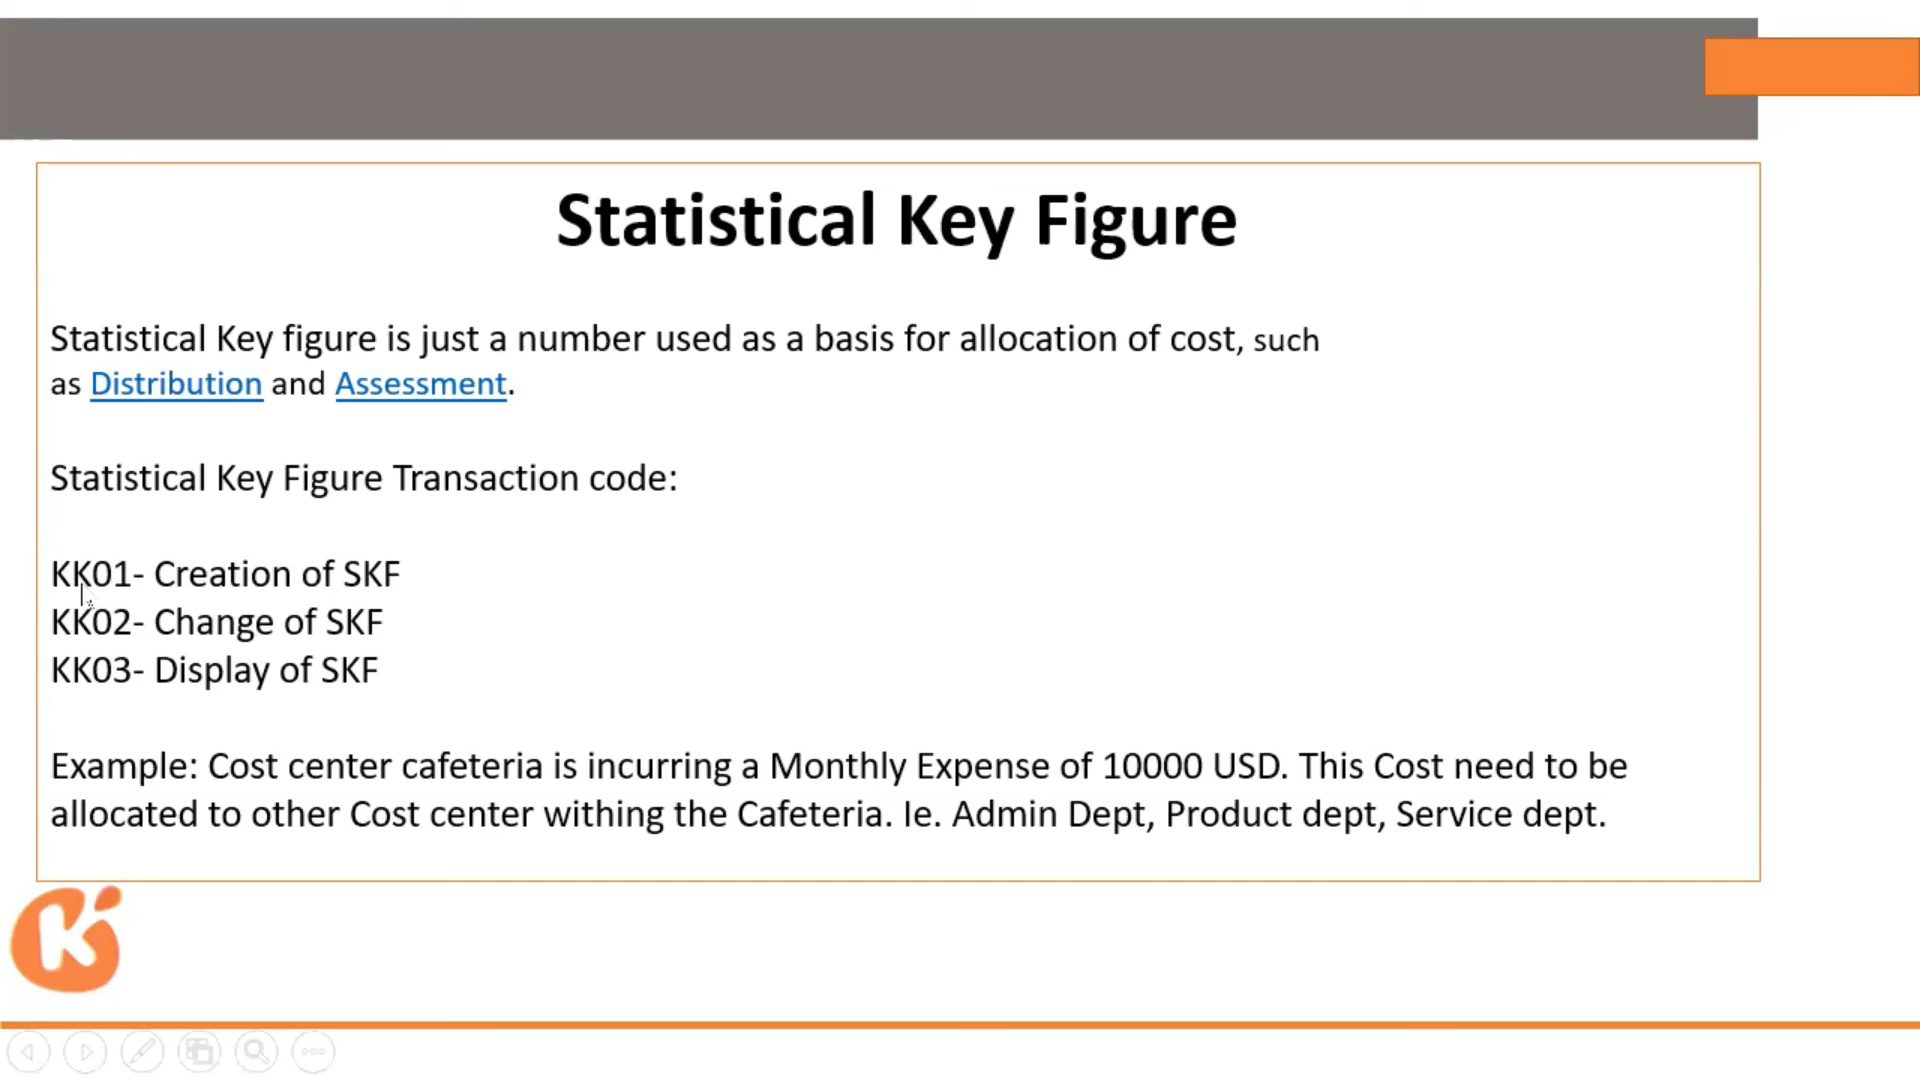 Statistical Key Figure
Statistical Key figure is just a number used as a basis for allocation of cost, such
as Distribution and Assessment.
Statistical Key Figure Transaction code:
KK01- Creation of SKF
KK02- Change of SKF
KK03- Display of SKF
Example: Cost center cafeteria is incurring a Monthly Expense of 10000 USD. This Cost need to be
allocated to other Cost center withing the Cafeteria. Ie. Admin Dept, Product dept, Service dept.
K